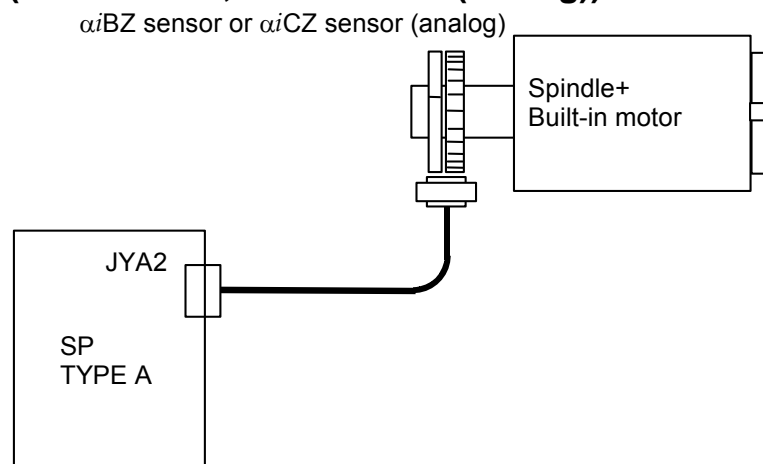 αiBZ sensor or αiCZ sensor (analog)
Spindle+
Built-in motor
JYA2
SP
TYPE A